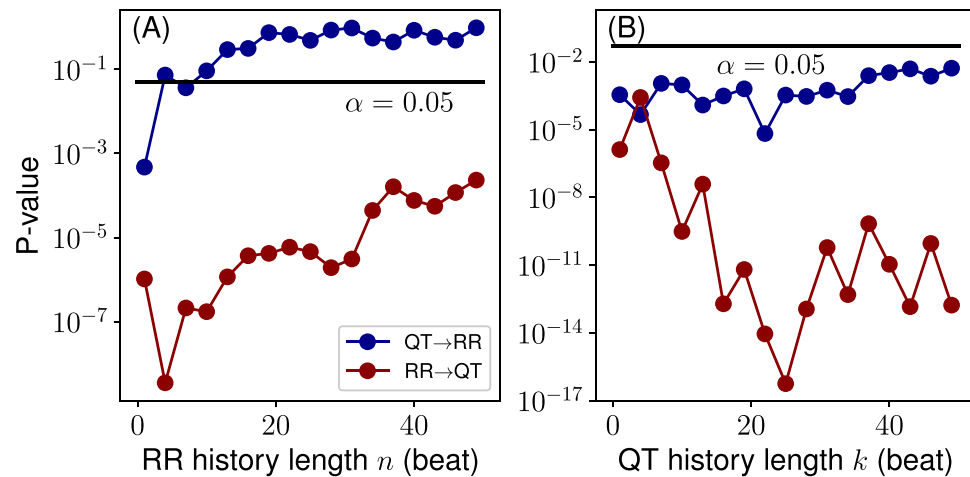 (A)
(B)
10⁻¹
10⁻³
10⁻⁵
10⁻⁷
P-value
α = 0.05
QT→RR
RR→QT
0
20
40
RR history length n (beat)
10⁻²
10⁻⁵
10⁻⁸
10⁻¹¹
10⁻¹⁴
10⁻¹⁷
α = 0.05
0
20
40
QT history length k (beat)